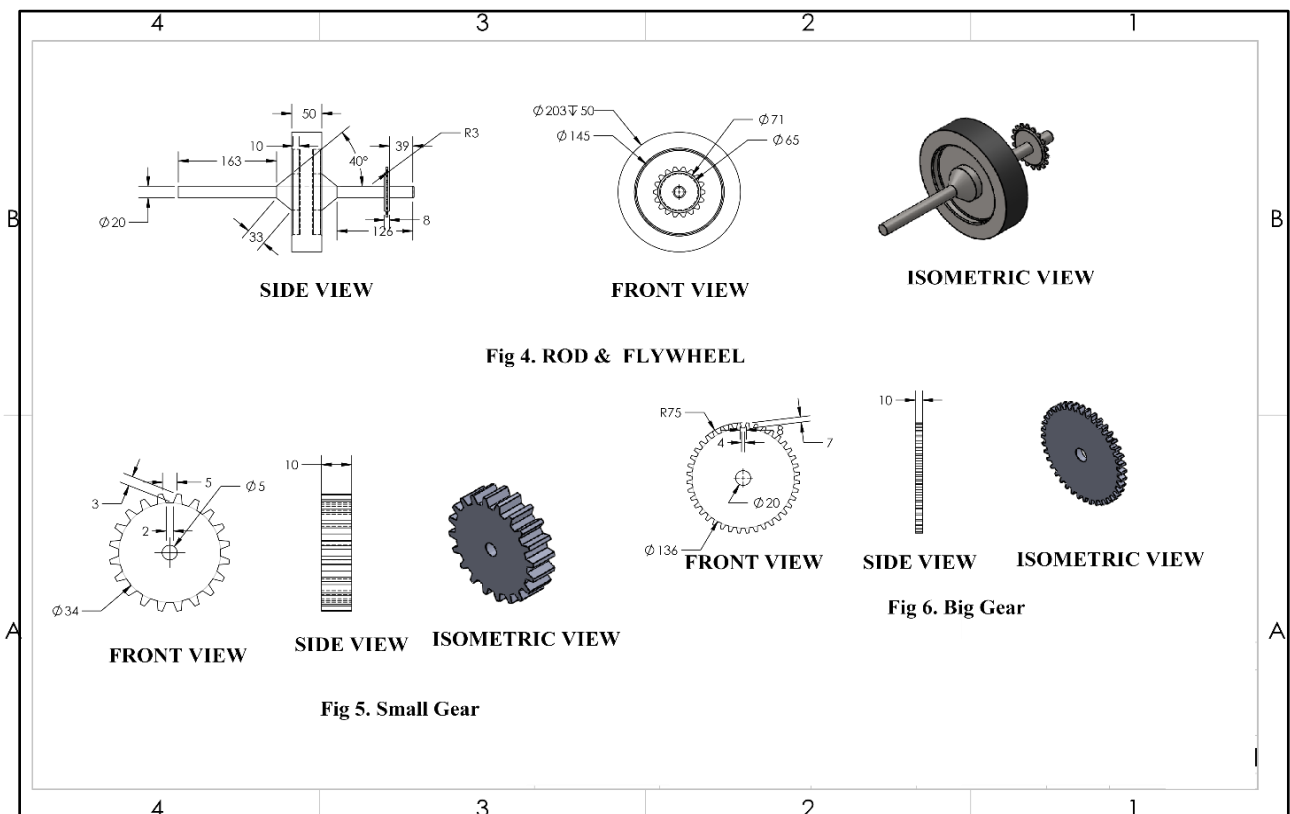 4 3 2 1
50
10
163
40°
39
R3
Ø20
33
126
8
SIDE VIEW
Ø203↧50
Ø145
Ø71
Ø65
FRONT VIEW
ISOMETRIC VIEW
B B
Fig 4. ROD & FLYWHEEL
3
5
Ø5
2
Ø34
FRONT VIEW
10
SIDE VIEW
ISOMETRIC VIEW
Fig 5. Small Gear
R75
4
8
7
Ø20
Ø136
FRONT VIEW
10
SIDE VIEW
ISOMETRIC VIEW
Fig 6. Big Gear
A A
4 3 2 1